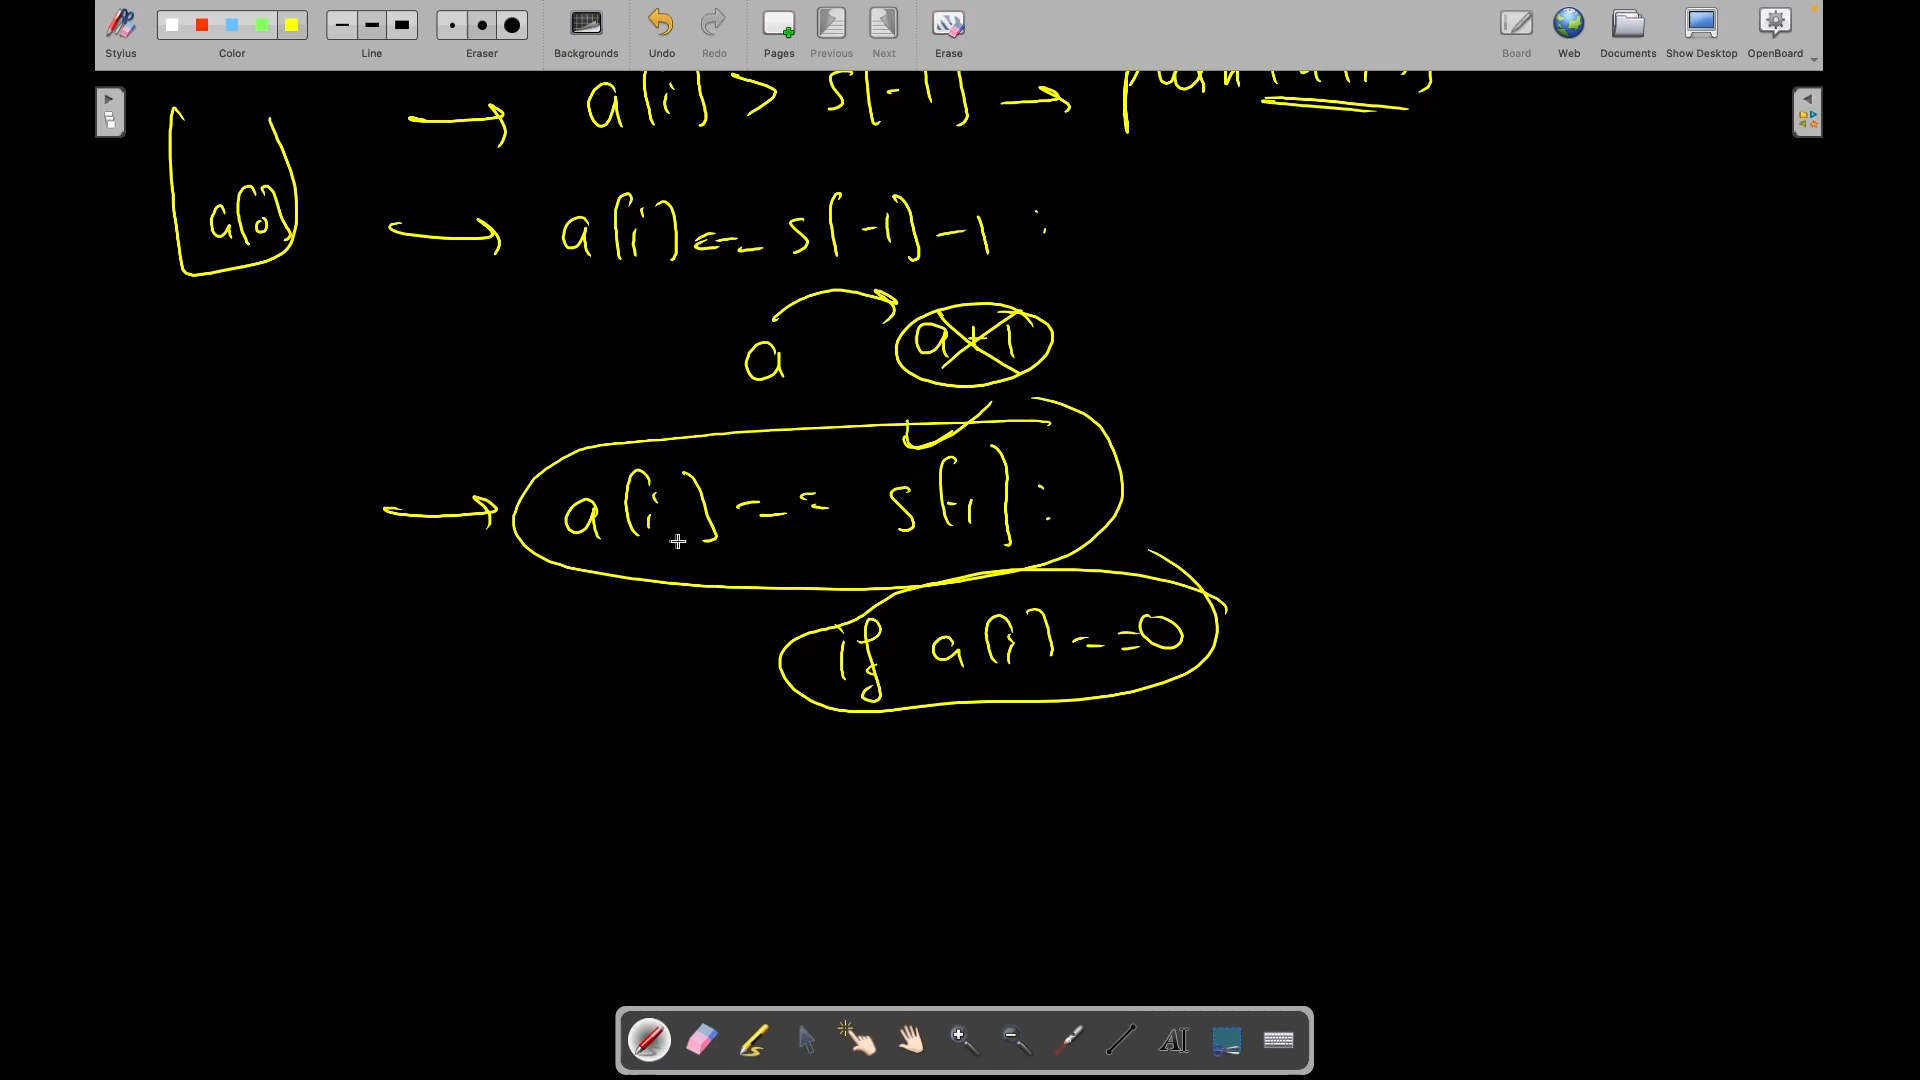 Stylus Color Line Eraser Backgrounds Undo Redo Pages Previous Next Erase Board Web Documents Show Desktop OpenBoard
a[i] > s[-1] → push
a[0]
→ a[i] <= s[-1]-1 :
a a+1
→ a[i] == s[-1] :
if a[i]==0
AI